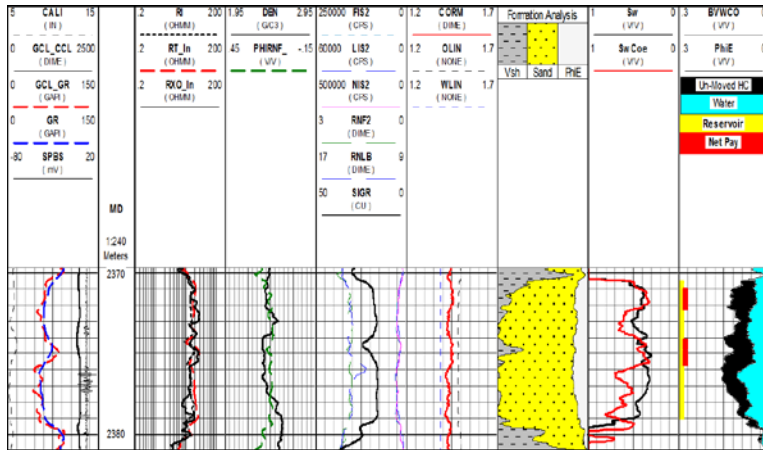 5 CALI 15
( IN )
0 GCL_CCL 2500
(DIME)
0 GCL_GR 150
( GAPI )
0 GR 150
( GAPI )
-80 SPBS 20
( mV )
MD
1:240
Meters
.2 RI 200
( OHMM )
.2 RT_In 200
( OHMM )
.2 RXO_In 200
( OHMM )
1.95 DEN 2.95
( G/C3 )
.45 PHIRNF_ -.15
( V/V )
250000 FIS2 0
( CPS )
60000 LIS2 0
( CPS )
500000 NIS2 0
( CPS )
3 RNF2 0
( DIME )
17 RNLB 9
( DIME )
50 SIGR 0
( CU )
1.2 CORM 1.7
( DIME )
1.2 OLIN 1.7
( NONE )
1.2 WLIN 1.7
( NONE )
Formation Analysis
Vsh Sand PhiE
1 Sw 0
( V/V )
1 Sw Coe 0
( V/V )
.3 BVWCO 0
( V/V )
.3 PhiE 0
( V/V )
Un-Moved HC
Water
Reservoir
Net Pay
2370
2380